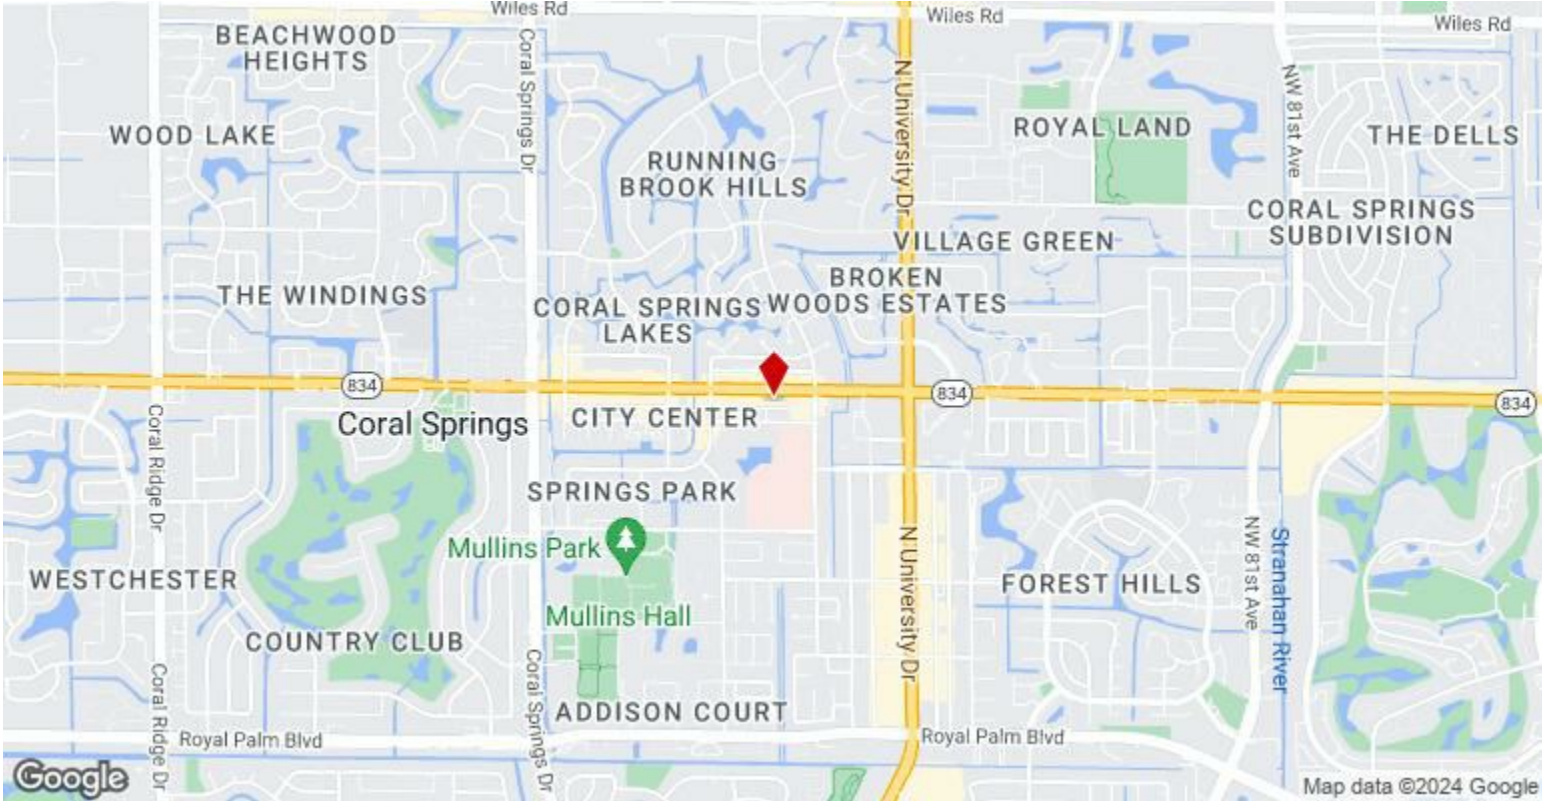 Wiles Rd
Wiles Rd
Wiles Rd
BEACHWOOD
HEIGHTS
Coral Springs Dr
N University Dr
NW 81st Ave
WOOD LAKE
ROYAL LAND
THE DELLS
RUNNING
BROOK HILLS
CORAL SPRINGS
SUBDIVISION
VILLAGE GREEN
BROKEN
WOODS ESTATES
THE WINDINGS
CORAL SPRINGS
LAKES
834
834
834
Coral Springs
CITY CENTER
Coral Ridge Dr
SPRINGS PARK
Mullins Park
N University Dr
NW 81st Ave
Stranahan River
WESTCHESTER
FOREST HILLS
Mullins Hall
COUNTRY CLUB
Coral Ridge Dr
Coral Springs Dr
ADDISON COURT
Royal Palm Blvd
Royal Palm Blvd
Google
Map data ©2024 Google